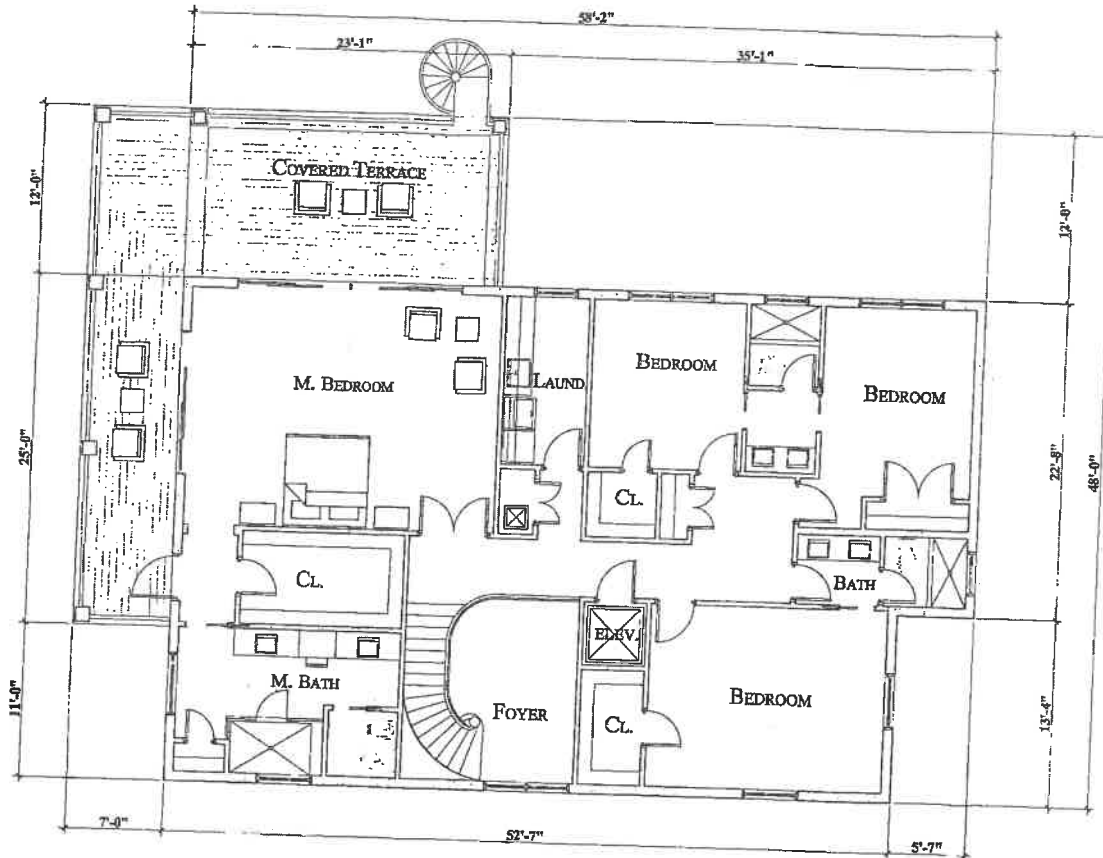 58'-2"
23'-1"
35'-1"
COVERED TERRACE
12'-0"
12'-0"
M. BEDROOM
LAUND
BEDROOM
BEDROOM
25'-0"
22'-8"
48'-0"
CL.
CL.
BATH
ELEV.
M. BATH
FOYER
CL.
BEDROOM
11'-0"
13'-4"
7'-0"
52'-7"
5'-7"